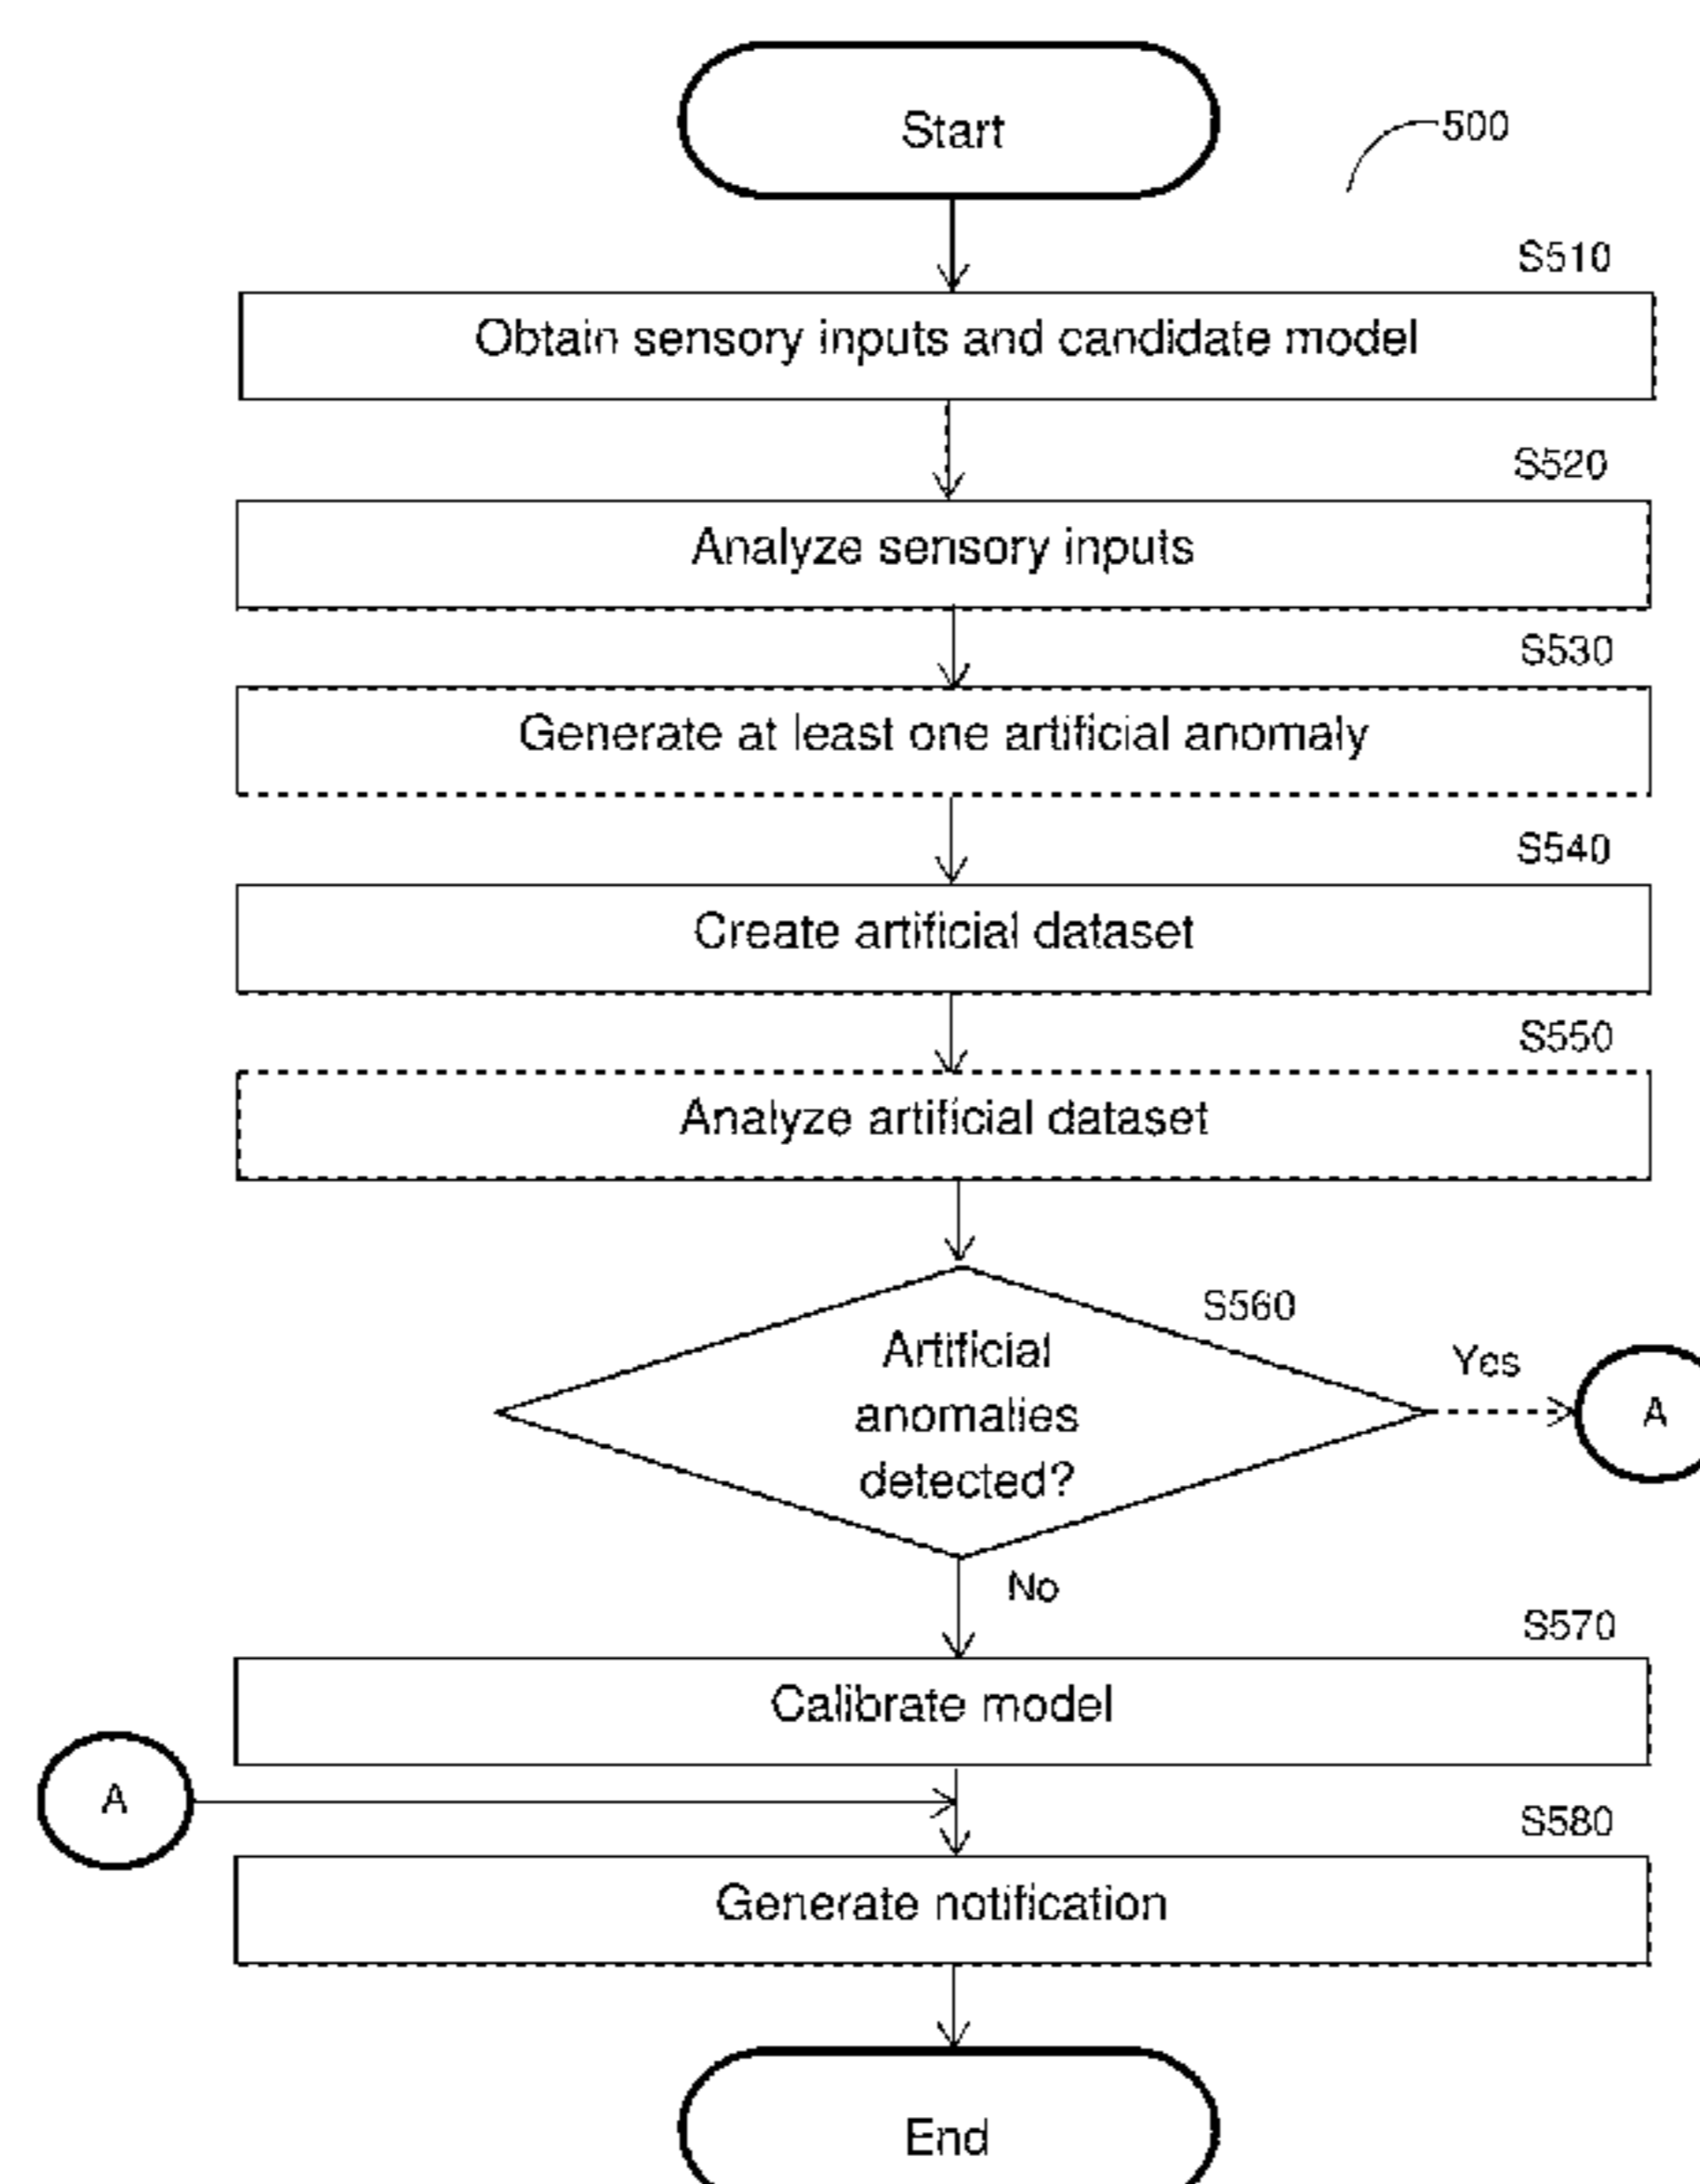 Start
500
S510
Obtain sensory inputs and candidate model
S520
Analyze sensory inputs
S530
Generate at least one artificial anomaly
S540
Create artificial dataset
S550
Analyze artificial dataset
S560
Artificial
anomalies
detected?
Yes
A
No
S570
Calibrate model
A
S580
Generate notification
End